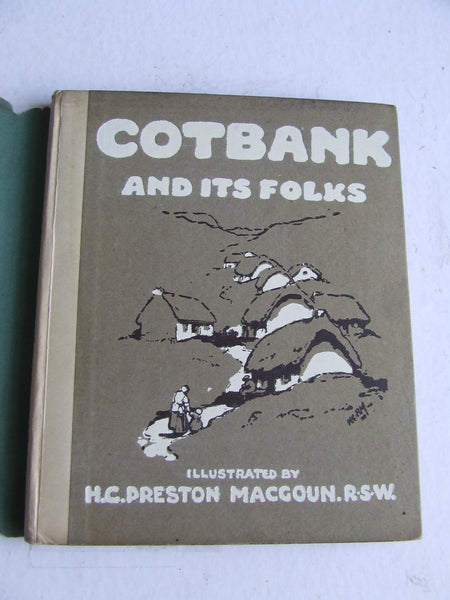 COTBANK
AND ITS FOLKS
ILLUSTRATED BY
H.C. PRESTON MACGOUN. R.S.W.